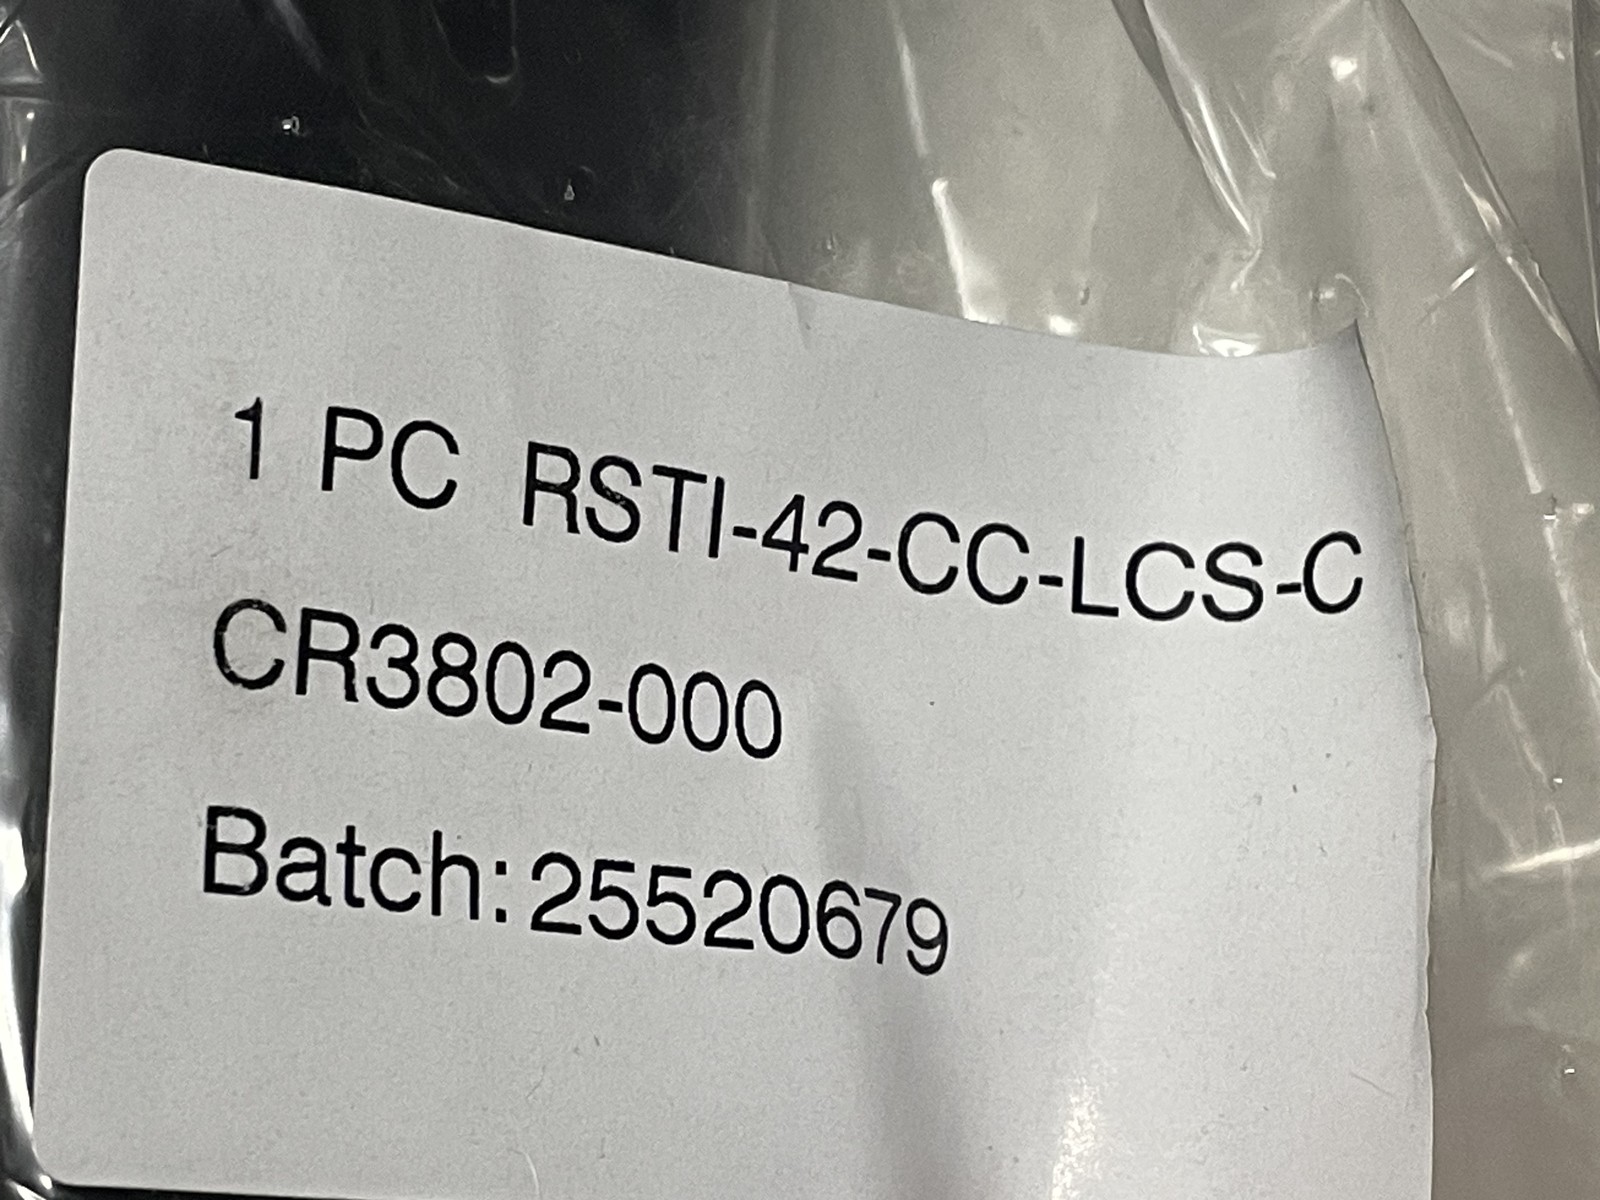 1 PC RSTI-42-CC-LCS-C
CR3802-000
Batch: 25520679